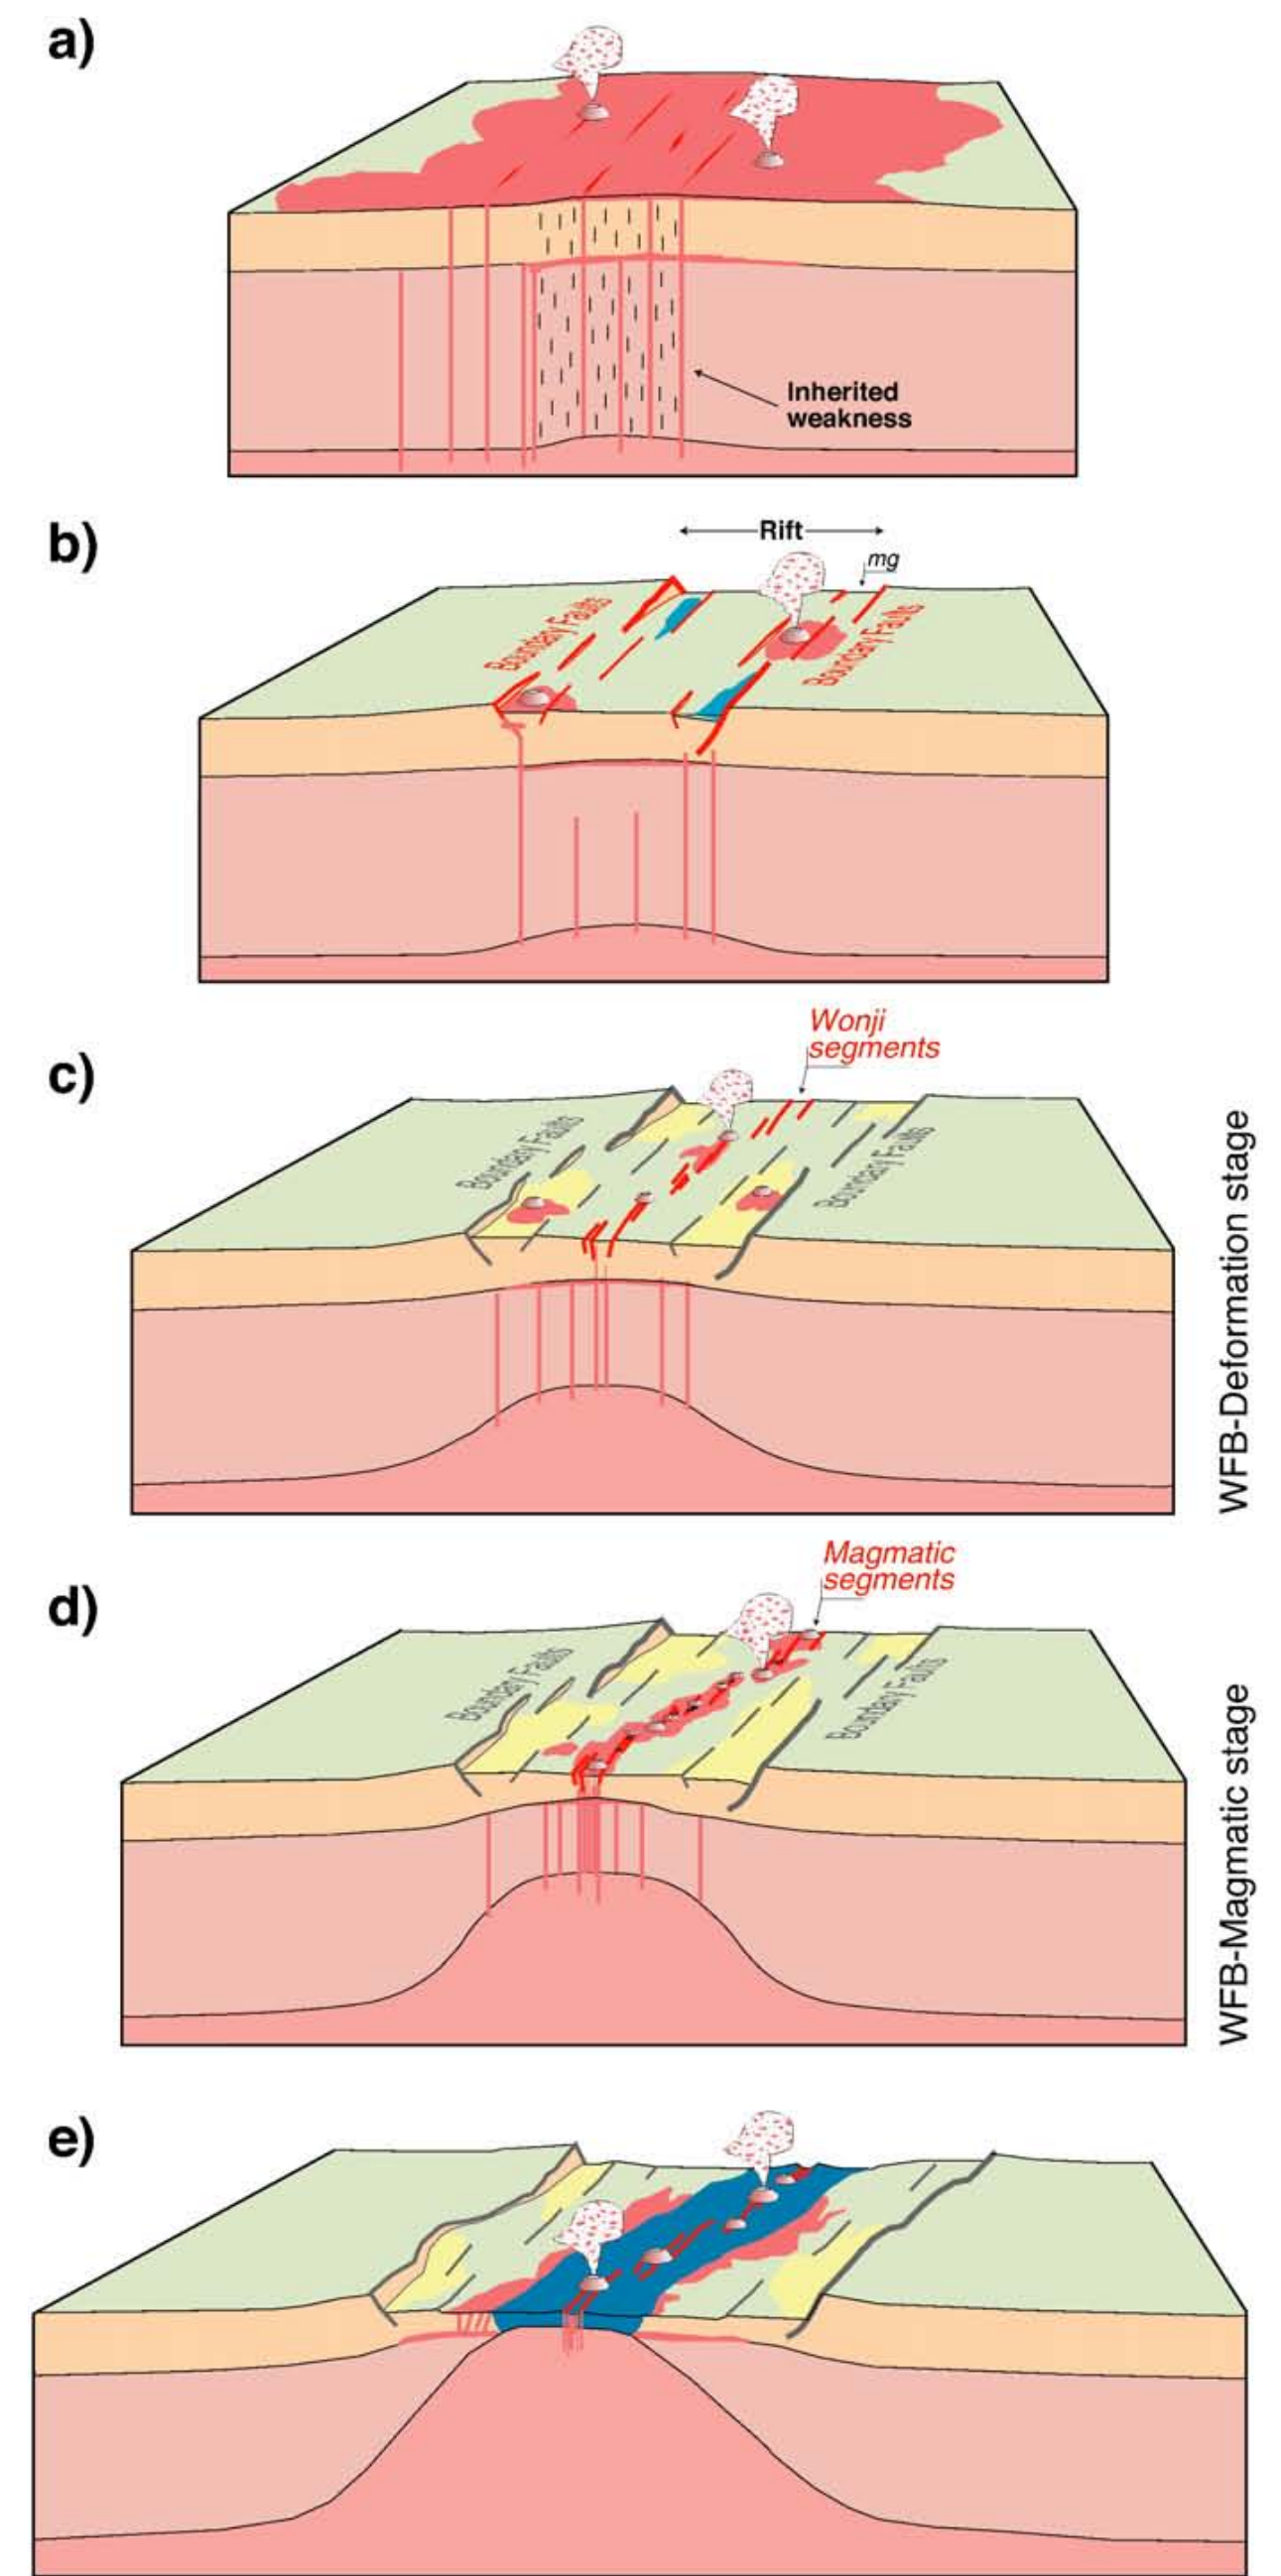 a)
Inherited
weakness
b)
Rift
mg
Boundary Faults
Boundary Faults
c)
Wonji
segments
Boundary Faults
Boundary Faults
WFB-Deformation stage
d)
Magmatic
segments
Boundary Faults
Boundary Faults
WFB-Magmatic stage
e)